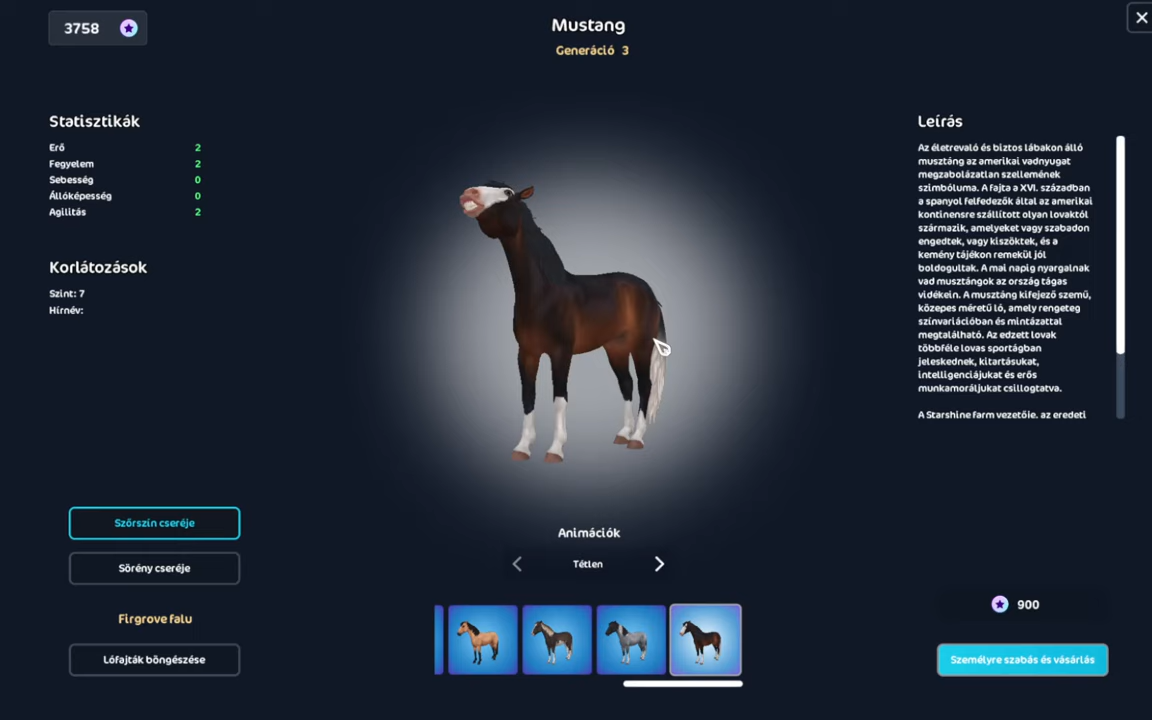 3758
Mustang
Generáció 3
Statisztikák
Erő 2
Fegyelem 2
Sebesség 0
Állóképesség 0
Agilitás 2
Korlátozások
Szint: 7
Hírnév:
Leírás
Az életrevaló és biztos lábakon álló
musztáng az amerikai vadnyugat
megzabolázatlan szellemének
szimbóluma. A fajta a XVI. században
a spanyol felfedezők által az amerikai
kontinensre szállított olyan lovaktól
származik, amelyeket vagy szabadon
engedtek, vagy kiszöktek, és a
kemény tájékon remekül jól
boldogultak. A mai napig nyargalnak
vad musztángok az ország tágas
vidékein. A musztáng kifejező szemű,
közepes méretű ló, amely rengeteg
színvariációban és mintázattal
megtalálható. Az edzett lovak
többféle lovas sportágban
jeleskednek, kitartásukat,
intelligenciájukat és erős
munkamoráljukat csillogtatva.
A Starshine farm vezetője, az eredeti
Szőrszín cseréje
Sörény cseréje
Firgrove falu
Lófajták böngészése
Animációk
Tétlen
900
Személyre szabás és vásárlás